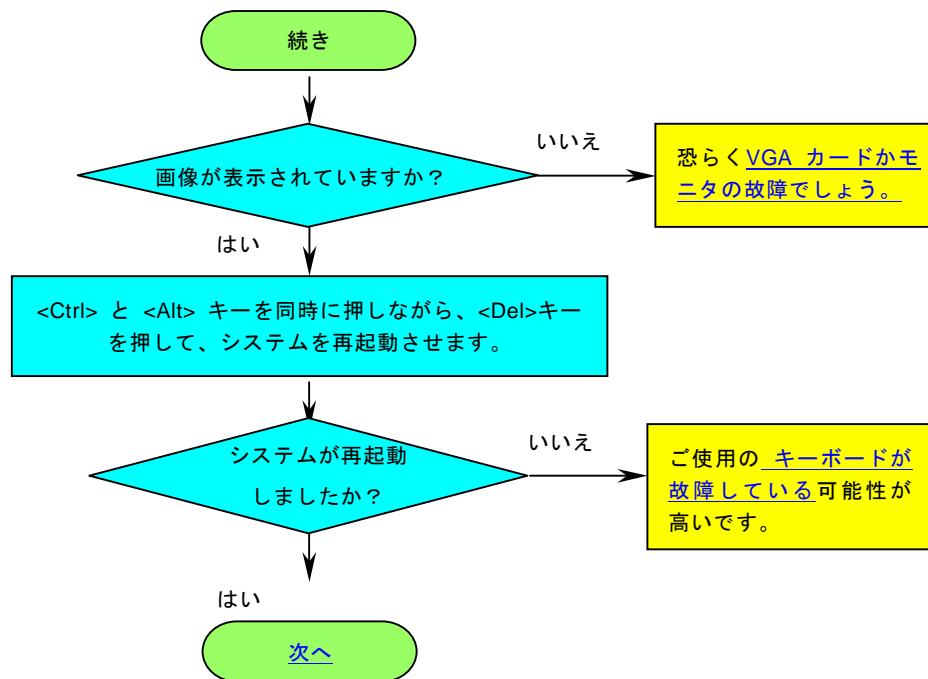 続き
画像が表示されていますか？
いいえ
恐らくVGA カードかモ
ニタの故障でしょう。
はい
<Ctrl> と <Alt> キーを同時に押しながら、<Del>キー
を押して、システムを再起動させます。
システムが再起動
しましたか？
いいえ
ご使用の キーボードが
故障している可能性が
高いです。
はい
次へ